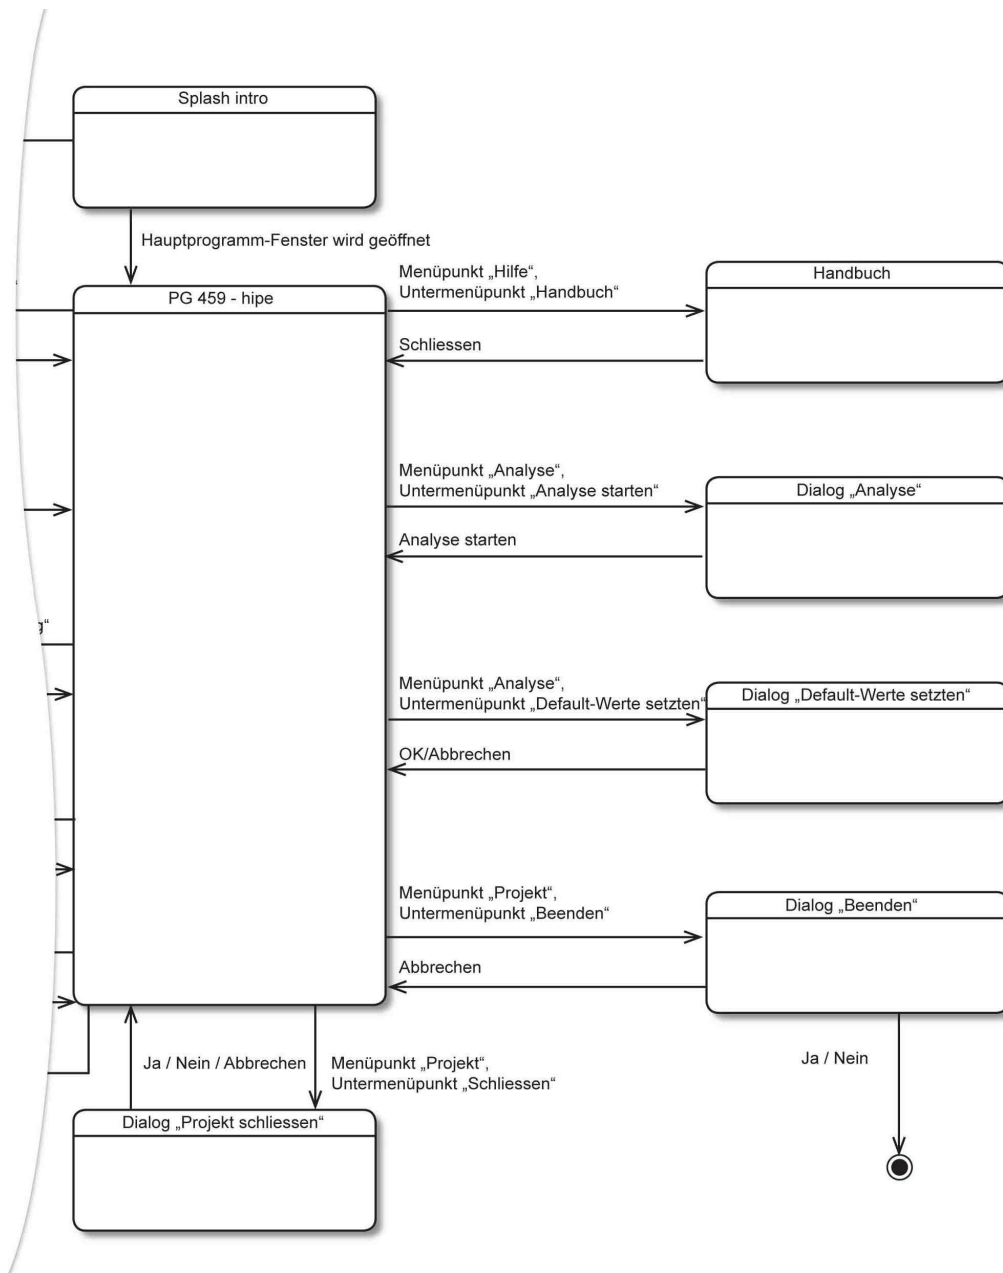 Splash intro
Hauptprogramm-Fenster wird geöffnet
PG 459 - hipe
Menüpunkt „Hilfe“,
Untermenüpunkt „Handbuch“
Handbuch
Schliessen
Menüpunkt „Analyse“,
Untermenüpunkt „Analyse starten“
Dialog „Analyse“
Analyse starten
Menüpunkt „Analyse“,
Untermenüpunkt „Default-Werte setzten“
Dialog „Default-Werte setzten“
OK/Abbrechen
Menüpunkt „Projekt“,
Untermenüpunkt „Beenden“
Dialog „Beenden“
Abbrechen
Ja / Nein / Abbrechen
Menüpunkt „Projekt“,
Untermenüpunkt „Schliessen“
Ja / Nein
Dialog „Projekt schliessen“